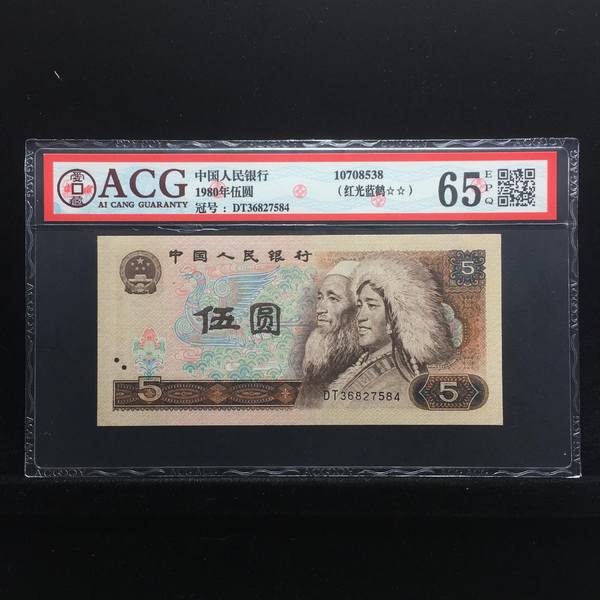 愛
藏
ACG
AI CANG GUARANTY
中国人民银行
1980年伍圆
冠号：DT36827584
10708538
（红光蓝鹤☆☆）
65
EPQ
中国人民银行
5
伍圆
5
DT36827584
5